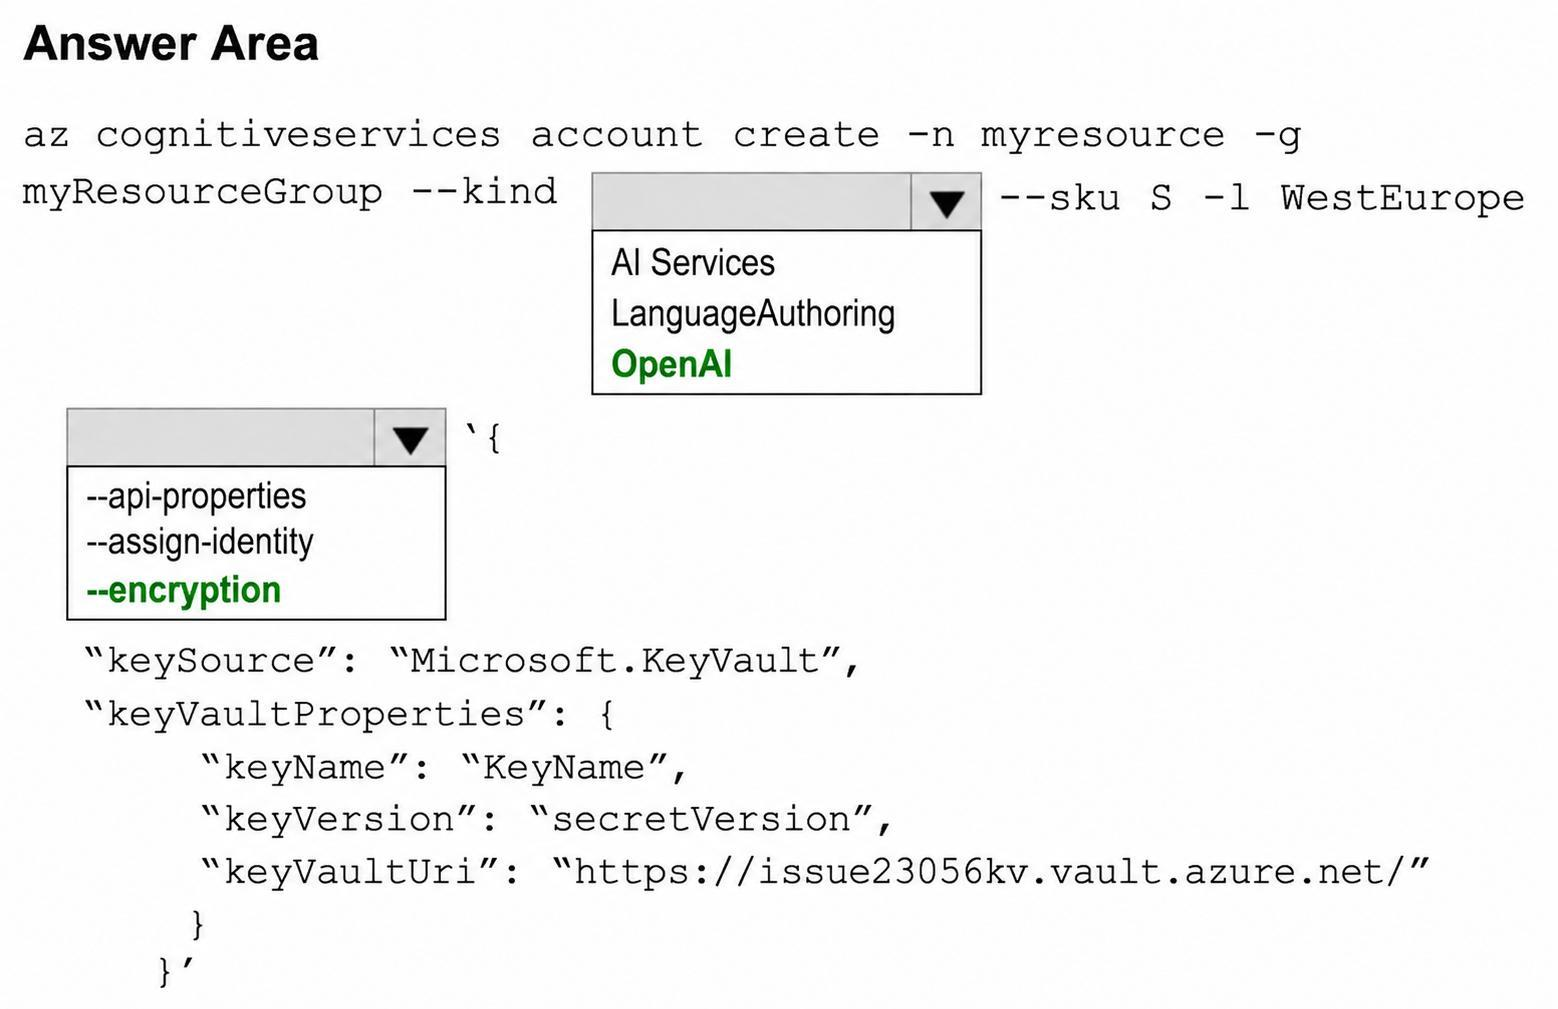 Answer Area
az cognitiveservices account create -n myresource -g
myResourceGroup --kind
--sku S -l WestEurope
AI Services
LanguageAuthoring
OpenAI
‵{
--api-properties
--assign-identity
--encryption
“keySource”: “Microsoft.KeyVault”,
“keyVaultProperties”: {
“keyName”: “KeyName”,
“keyVersion”: “secretVersion”,
“keyVaultUri”: “https://issue23056kv.vault.azure.net/”
}
}′